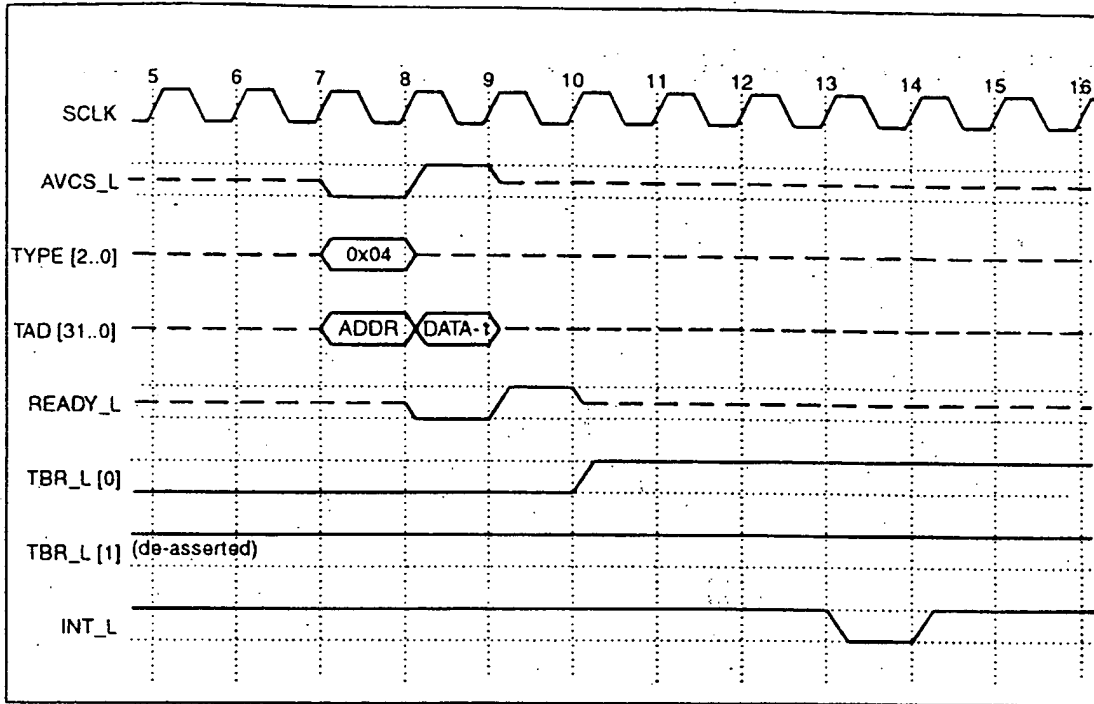 5 6 7 8 9 10 11 12 13 14 15 16
SCLK
AVCS_L
TYPE [2..0] 0x04
TAD [31..0] ADDR DATA-1
READY_L
TBR_L [0]
TBR_L [1] (de-asserted)
INT_L